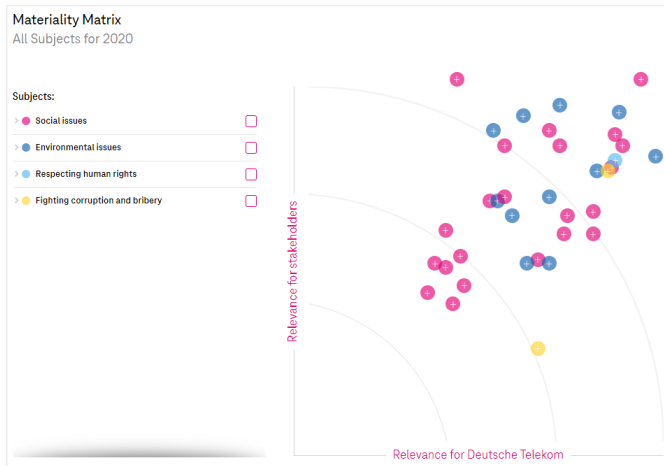 Materiality Matrix
All Subjects for 2020
Subjects:
Social issues
Environmental issues
Respecting human rights
Fighting corruption and bribery
Relevance for stakeholders
Relevance for Deutsche Telekom